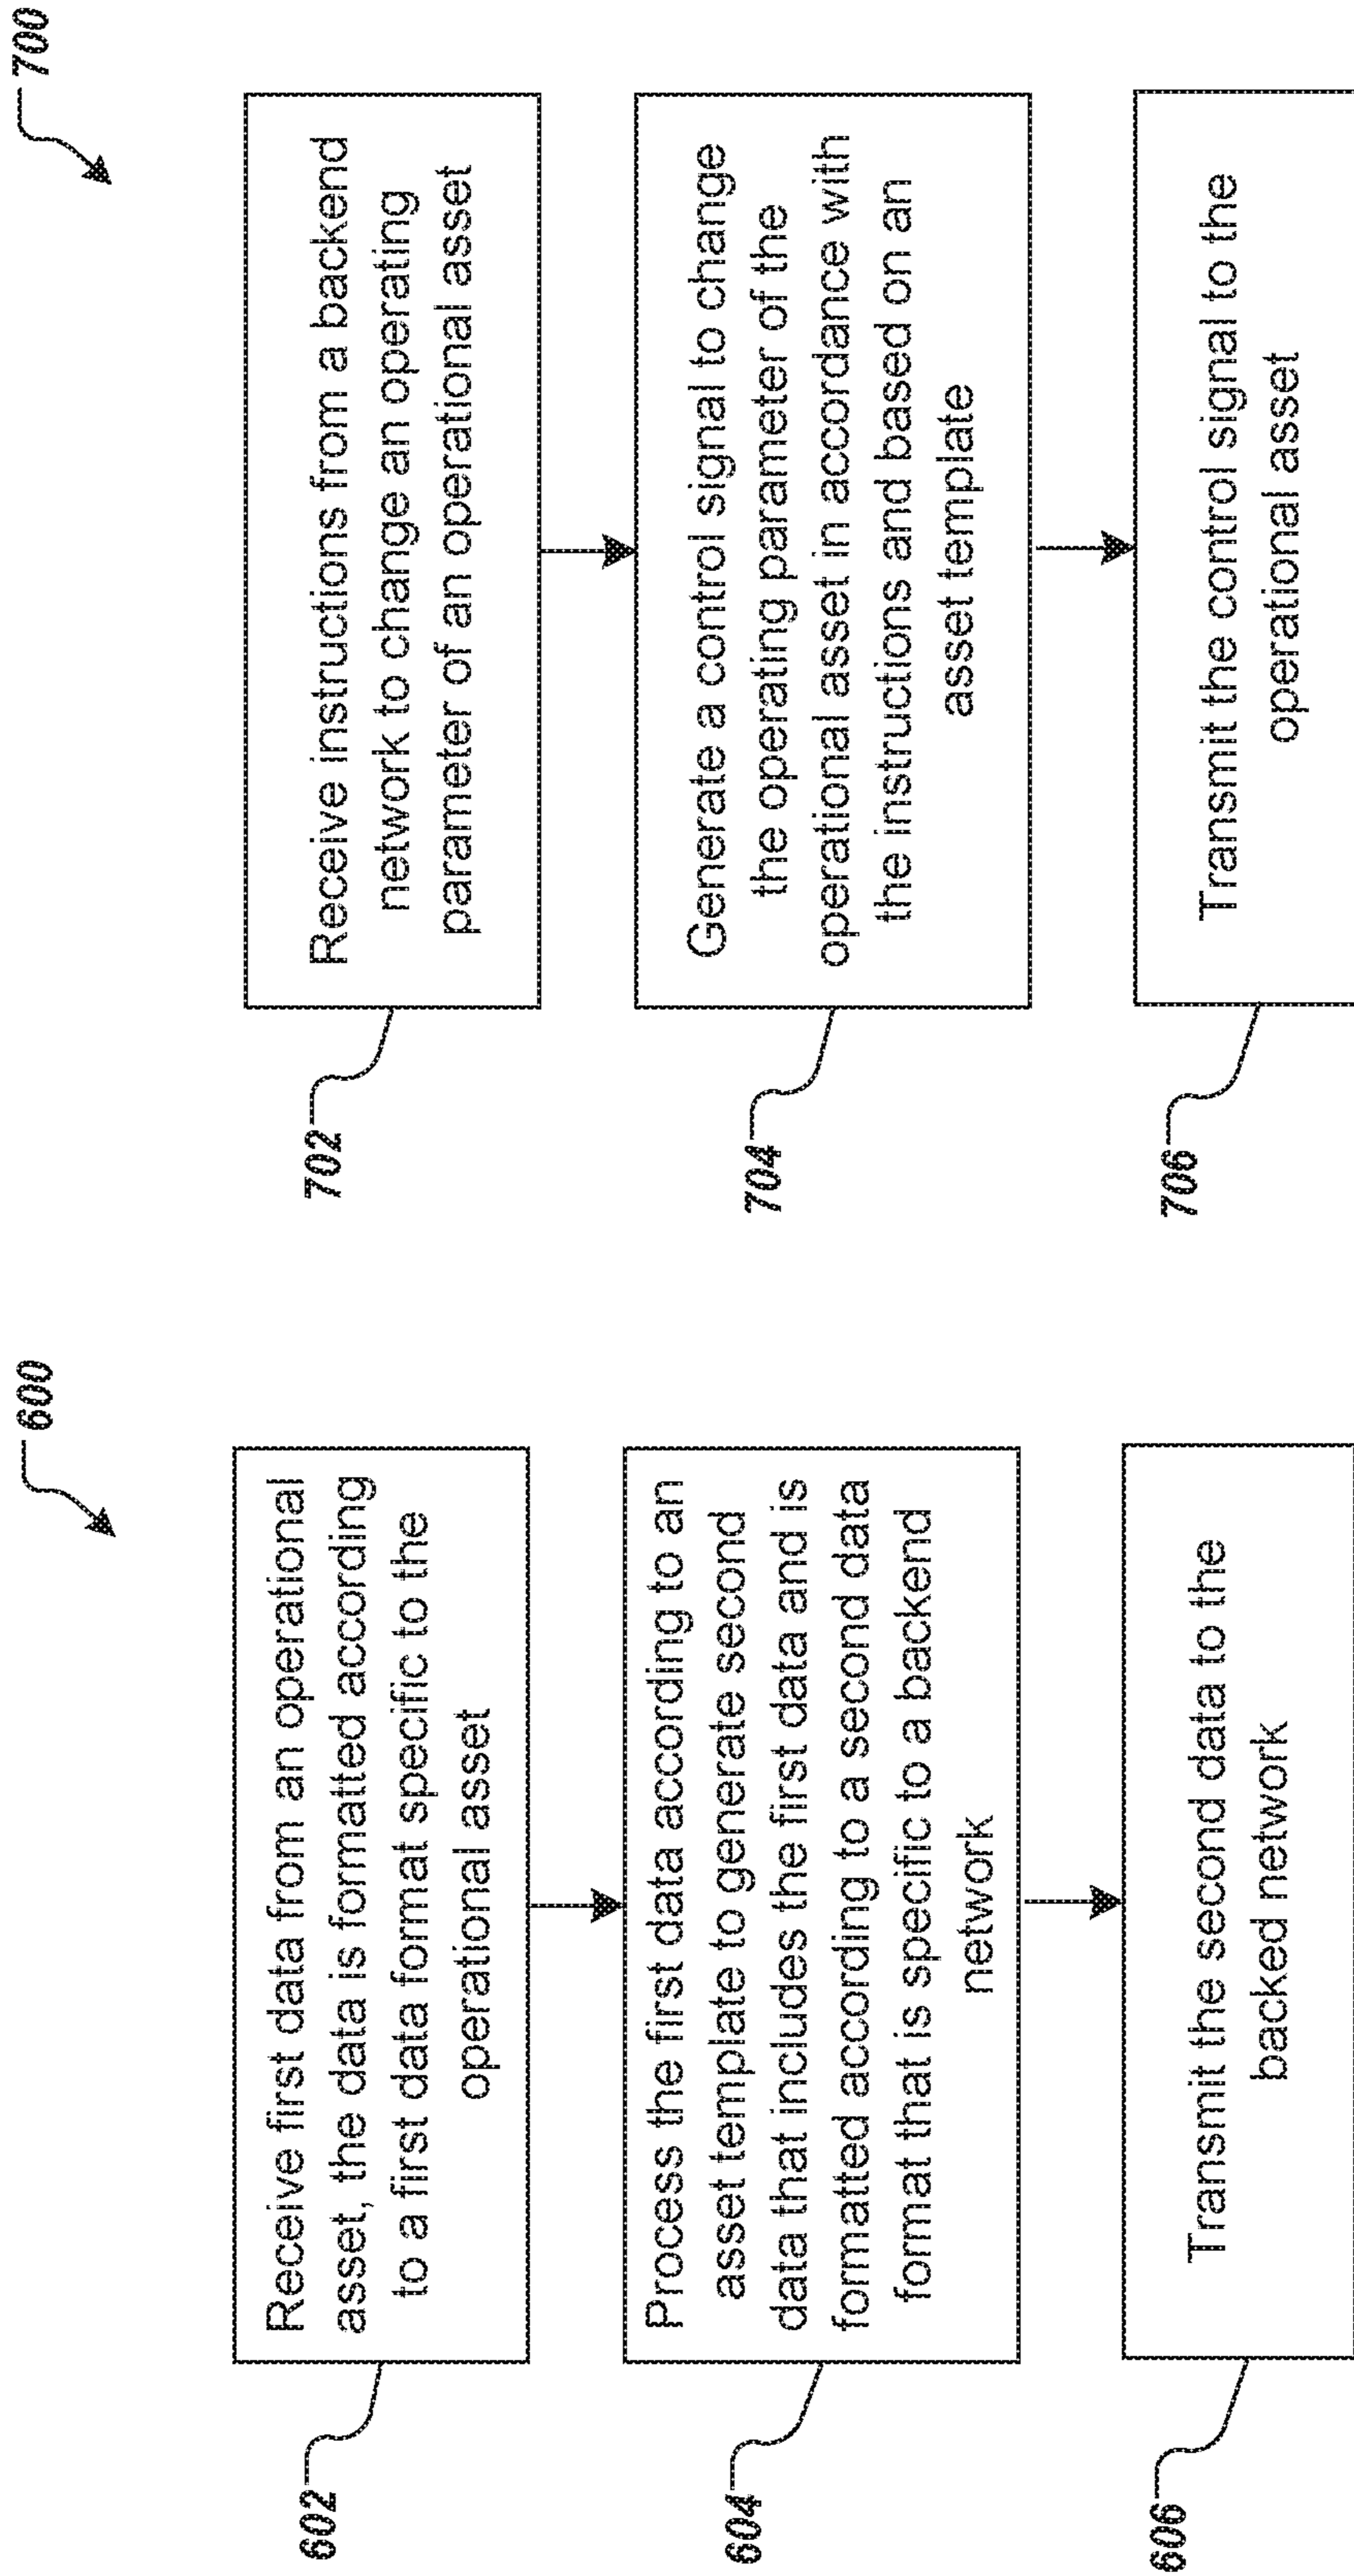 600
602
Receive first data from an operational
asset, the data is formatted according
to a first data format specific to the
operational asset
604
Process the first data according to an
asset template to generate second
data that includes the first data and is
formatted according to a second data
format that is specific to a backend
network
606
Transmit the second data to the
backed network
700
702
Receive instructions from a backend
network to change an operating
parameter of an operational asset
704
Generate a control signal to change
the operating parameter of the
operational asset in accordance with
the instructions and based on an
asset template
706
Transmit the control signal to the
operational asset